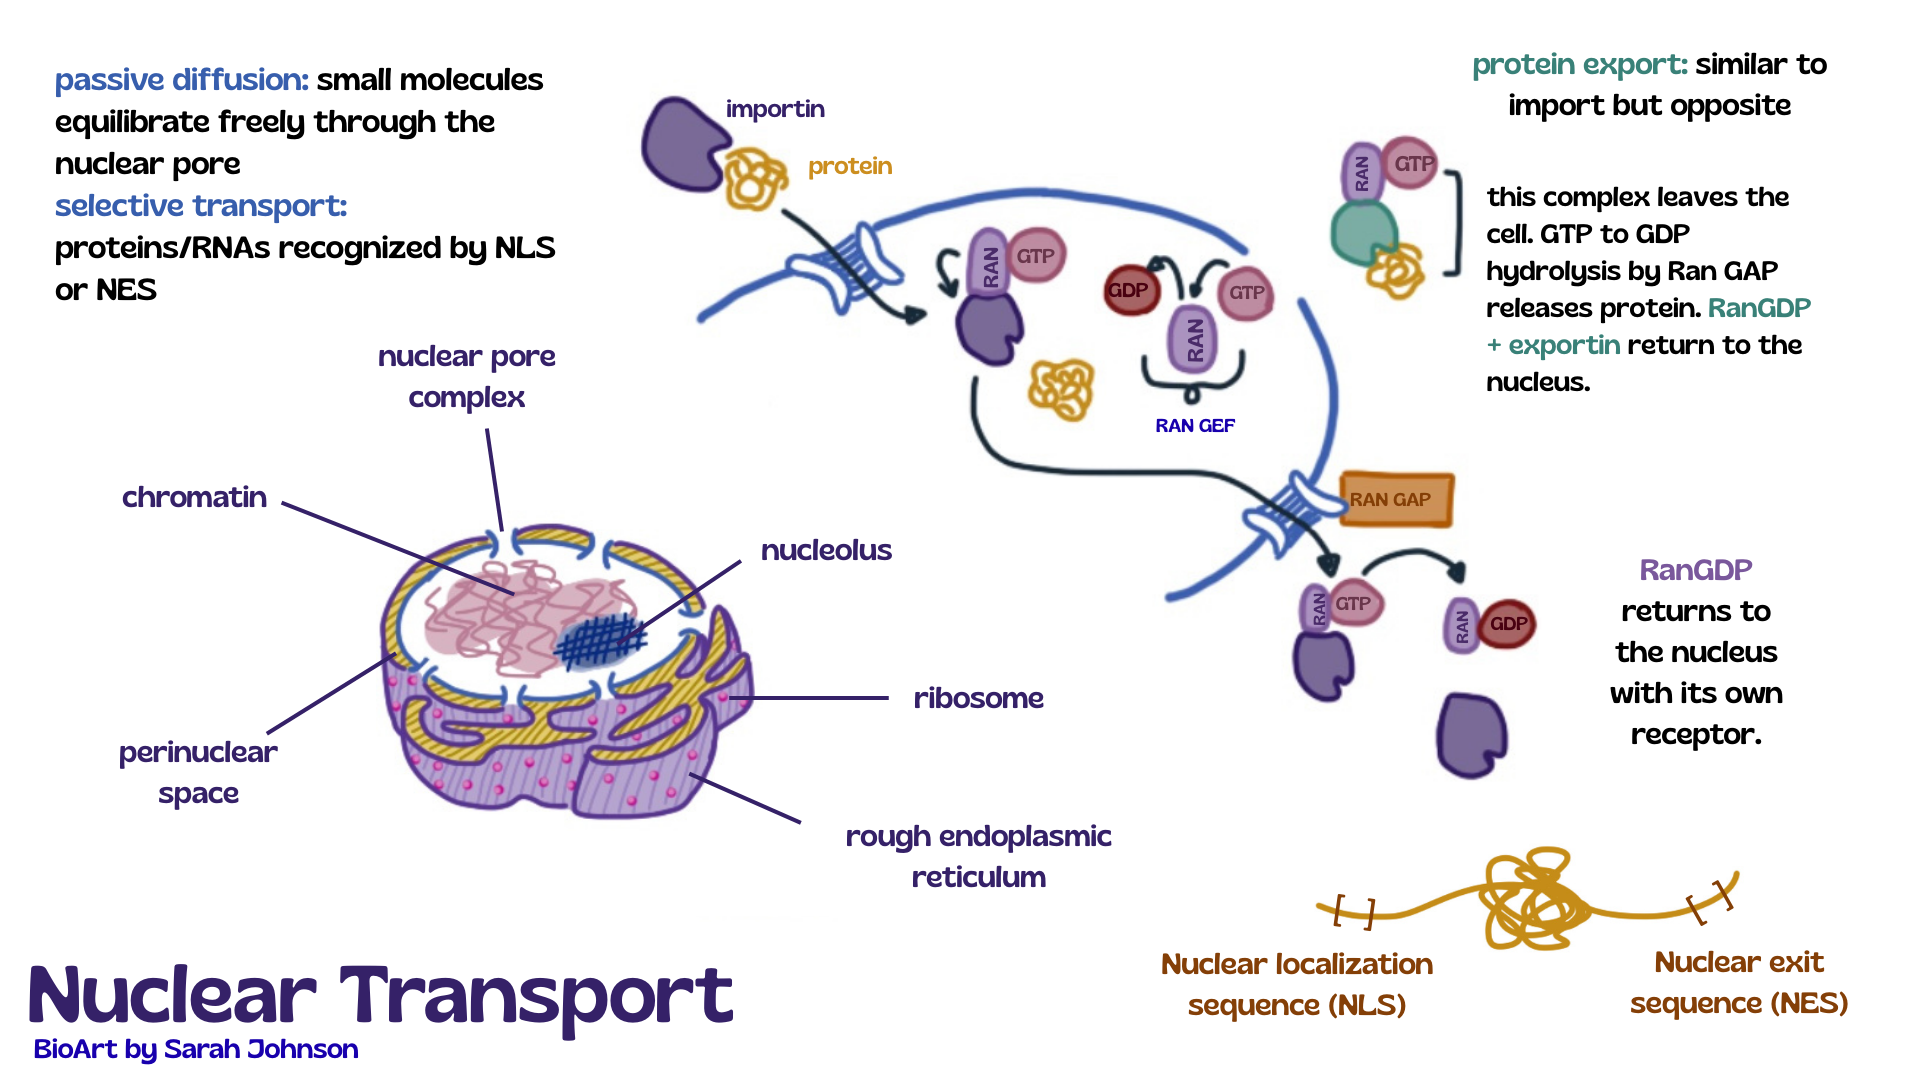 passive diffusion: small molecules
equilibrate freely through the
nuclear pore
selective transport:
proteins/RNAs recognized by NLS
or NES
importin
protein
RAN
GTP
GDP
GTP
RAN
RAN GEF
protein export: similar to
import but opposite
RAN
GTP
this complex leaves the
cell. GTP to GDP
hydrolysis by Ran GAP
releases protein. RanGDP
+ exportin return to the
nucleus.
RAN GAP
RAN
GTP
RAN
GDP
RanGDP
returns to
the nucleus
with its own
receptor.
nuclear pore
complex
chromatin
nucleolus
ribosome
perinuclear
space
rough endoplasmic
reticulum
Nuclear localization
sequence (NLS)
Nuclear exit
sequence (NES)
Nuclear Transport
BioArt by Sarah Johnson